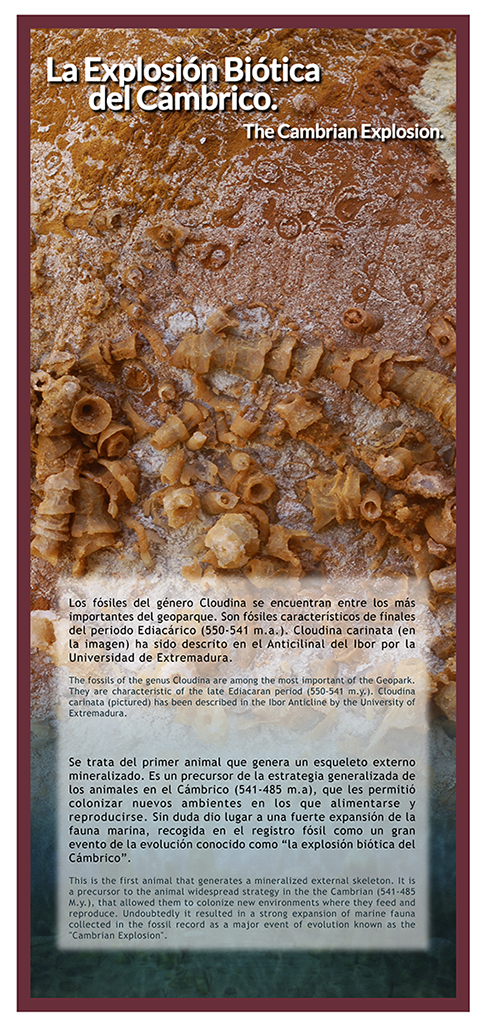 La Explosión Biótica
del Cámbrico.
The Cambrian Explosion.
Los fósiles del género Cloudina se encuentran entre los más
importantes del geoparque. Son fósiles característicos de finales
del periodo Ediacárico (550-541 m.a.). Cloudina carinata (en
la imagen) ha sido descrito en el Anticilinal del Ibor por la
Universidad de Extremadura.
The fossils of the genus Cloudina are among the most important of the Geopark.
They are characteristic of the late Ediacaran period (550-541 m.y.). Cloudina
carinata (pictured) has been described in the Ibor Anticline by the University of
Extremadura.
Se trata del primer animal que genera un esqueleto externo
mineralizado. Es un precursor de la estrategia generalizada de
los animales en el Cámbrico (541-485 m.a), que les permitió
colonizar nuevos ambientes en los que alimentarse y
reproducirse. Sin duda dio lugar a una fuerte expansión de la
fauna marina, recogida en el registro fósil como un gran
evento de la evolución conocido como “la explosión biótica del
Cámbrico”.
This is the first animal that generates a mineralized external skeleton. It is
a precursor to the animal widespread strategy in the the Cambrian (541-485
M.y.), that allowed them to colonize new environments where they feed and
reproduce. Undoubtedly it resulted in a strong expansion of marine fauna
collected in the fossil record as a major event of evolution known as the
"Cambrian Explosion".